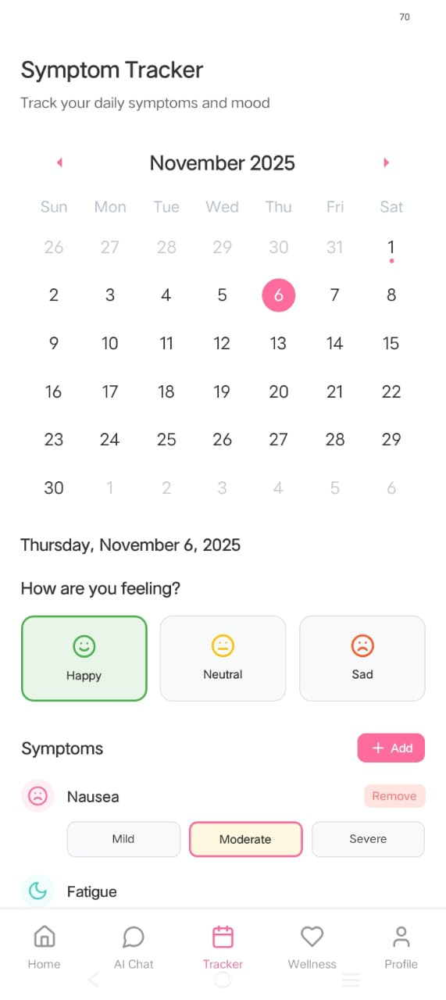 70
Symptom Tracker
Track your daily symptoms and mood
November 2025
Sun Mon Tue Wed Thu Fri Sat
26 27 28 29 30 31 1
2 3 4 5 6 7 8
9 10 11 12 13 14 15
16 17 18 19 20 21 22
23 24 25 26 27 28 29
30 1 2 3 4 5 6
Thursday, November 6, 2025
How are you feeling?
Happy Neutral Sad
Symptoms + Add
Nausea Remove
Mild Moderate Severe
Fatigue
Home AI Chat Tracker Wellness Profile